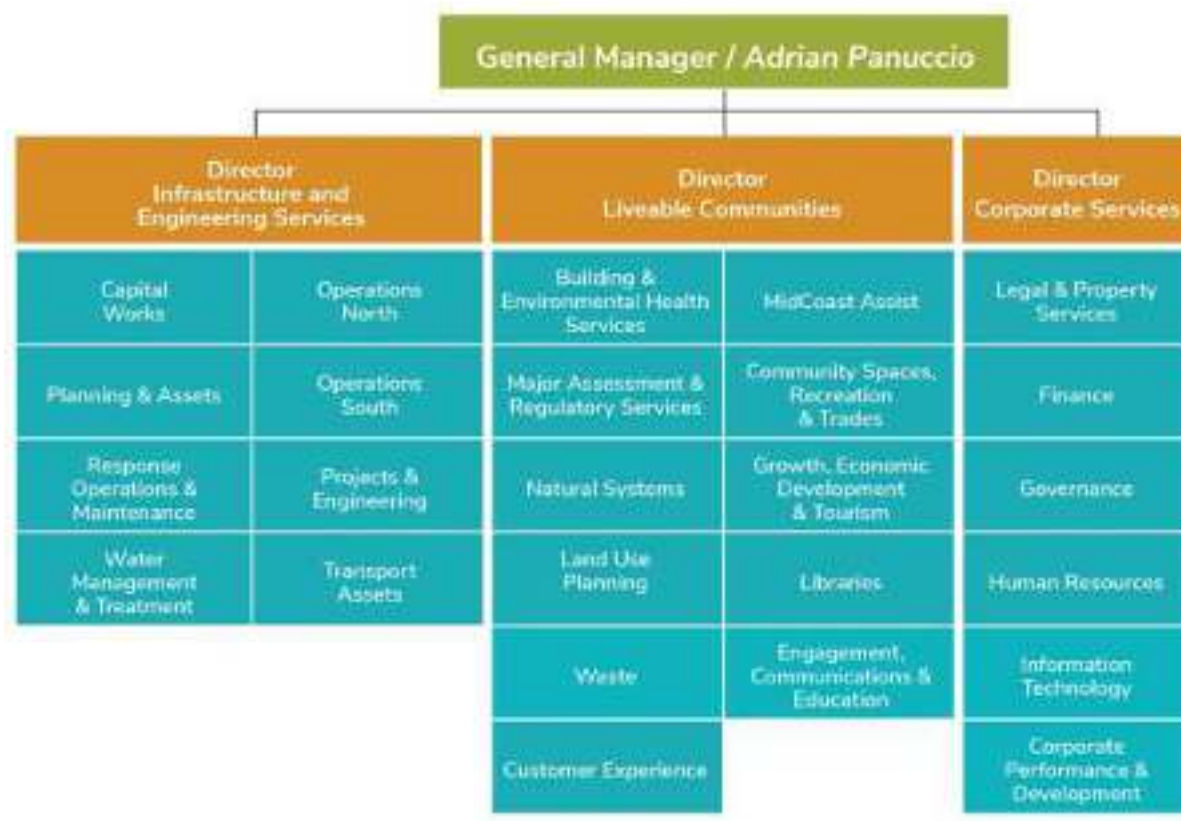 General Manager / Adrian Panuccio
Director
Infrastructure and
Engineering Services
Capital
Works
Operations
North
Planning & Assets
Operations
South
Response
Operations &
Maintenance
Projects &
Engineering
Water
Management
& Treatment
Transport
Assets
Director
Liveable Communities
Building &
Environmental Health
Services
MidCoast Assist
Major Assessment &
Regulatory Services
Community Spaces,
Recreation
& Trades
Natural Systems
Growth, Economic
Development
& Tourism
Land Use
Planning
Libraries
Waste
Engagement,
Communications &
Education
Customer Experience
Director
Corporate Services
Legal & Property
Services
Finance
Governance
Human Resources
Information
Technology
Corporate
Performance &
Development